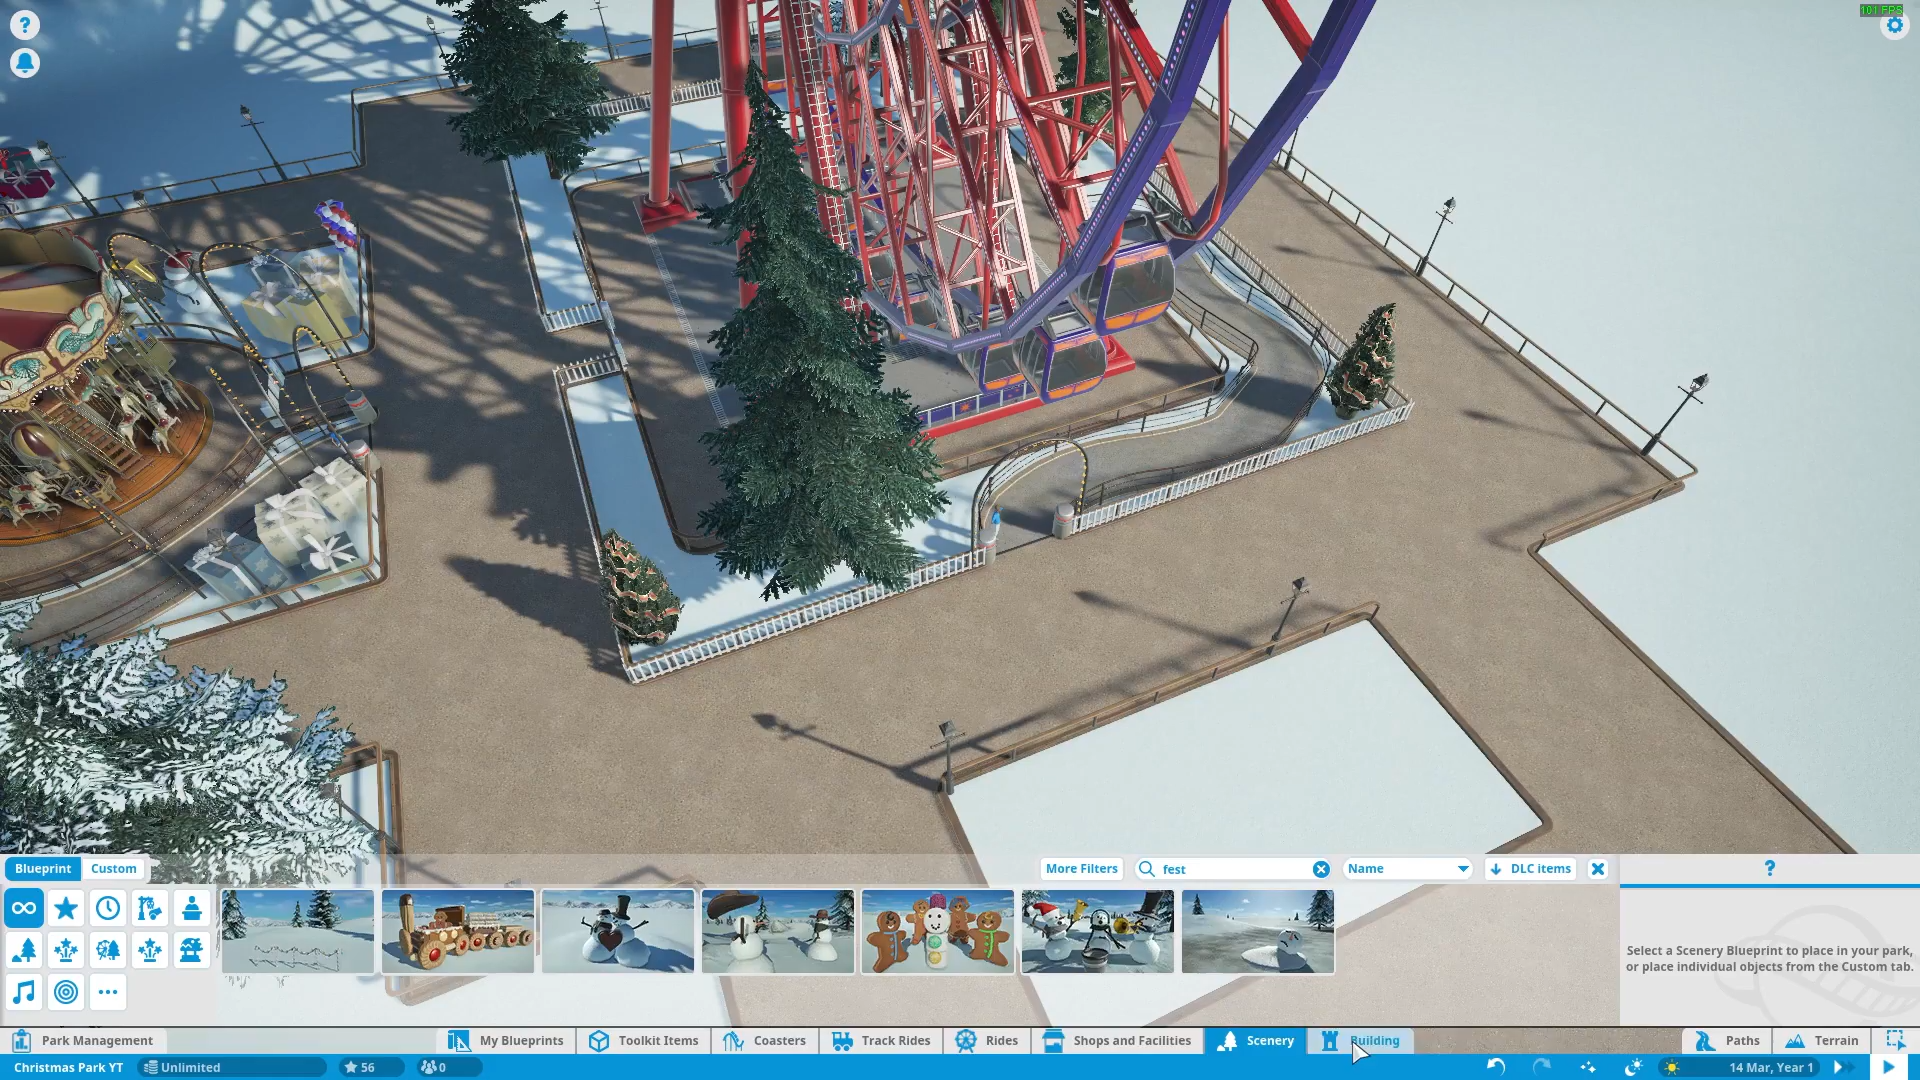 101 FPS
Blueprint
Custom
More Filters
fest
Name
DLC items
Select a Scenery Blueprint to place in your park,
or place individual objects from the Custom tab.
Park Management
My Blueprints
Toolkit Items
Coasters
Track Rides
Rides
Shops and Facilities
Scenery
Building
Paths
Terrain
Christmas Park YT
Unlimited
56
0
14 Mar, Year 1